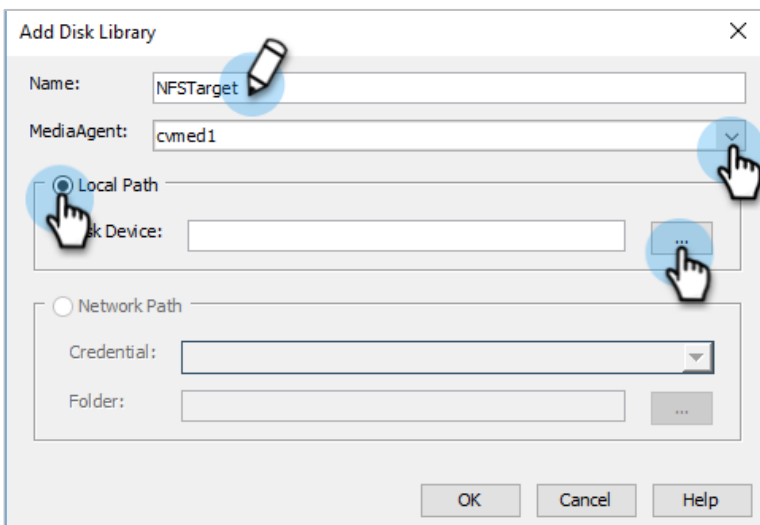 Add Disk Library
Name: NFSTarget
MediaAgent: cvmed1
Local Path
sk Device:
...
Network Path
Credential:
Folder:
...
OK Cancel Help